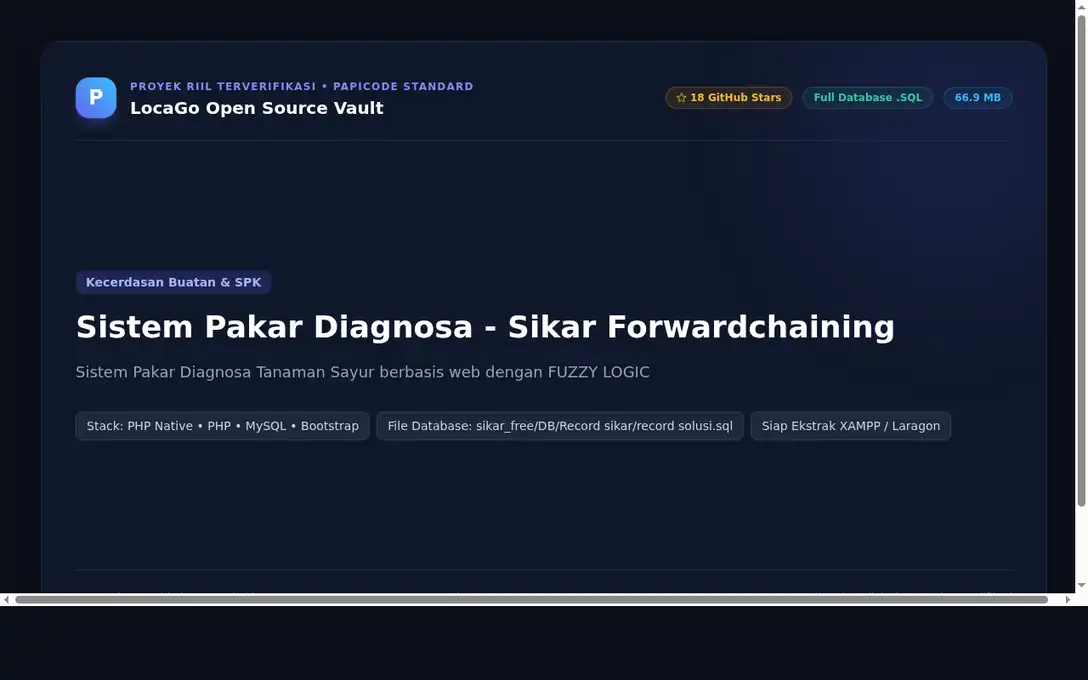 P
PROYEK RIIL TERVERIFIKASI • PAPICODE STANDARD
LocaGo Open Source Vault
☆ 18 GitHub Stars
Full Database .SQL
66.9 MB
Kecerdasan Buatan & SPK
Sistem Pakar Diagnosa - Sikar Forwardchaining
Sistem Pakar Diagnosa Tanaman Sayur berbasis web dengan FUZZY LOGIC
Stack: PHP Native • PHP • MySQL • Bootstrap
File Database: sikar_free/DB/Record sikar/record solusi.sql
Siap Ekstrak XAMPP / Laragon